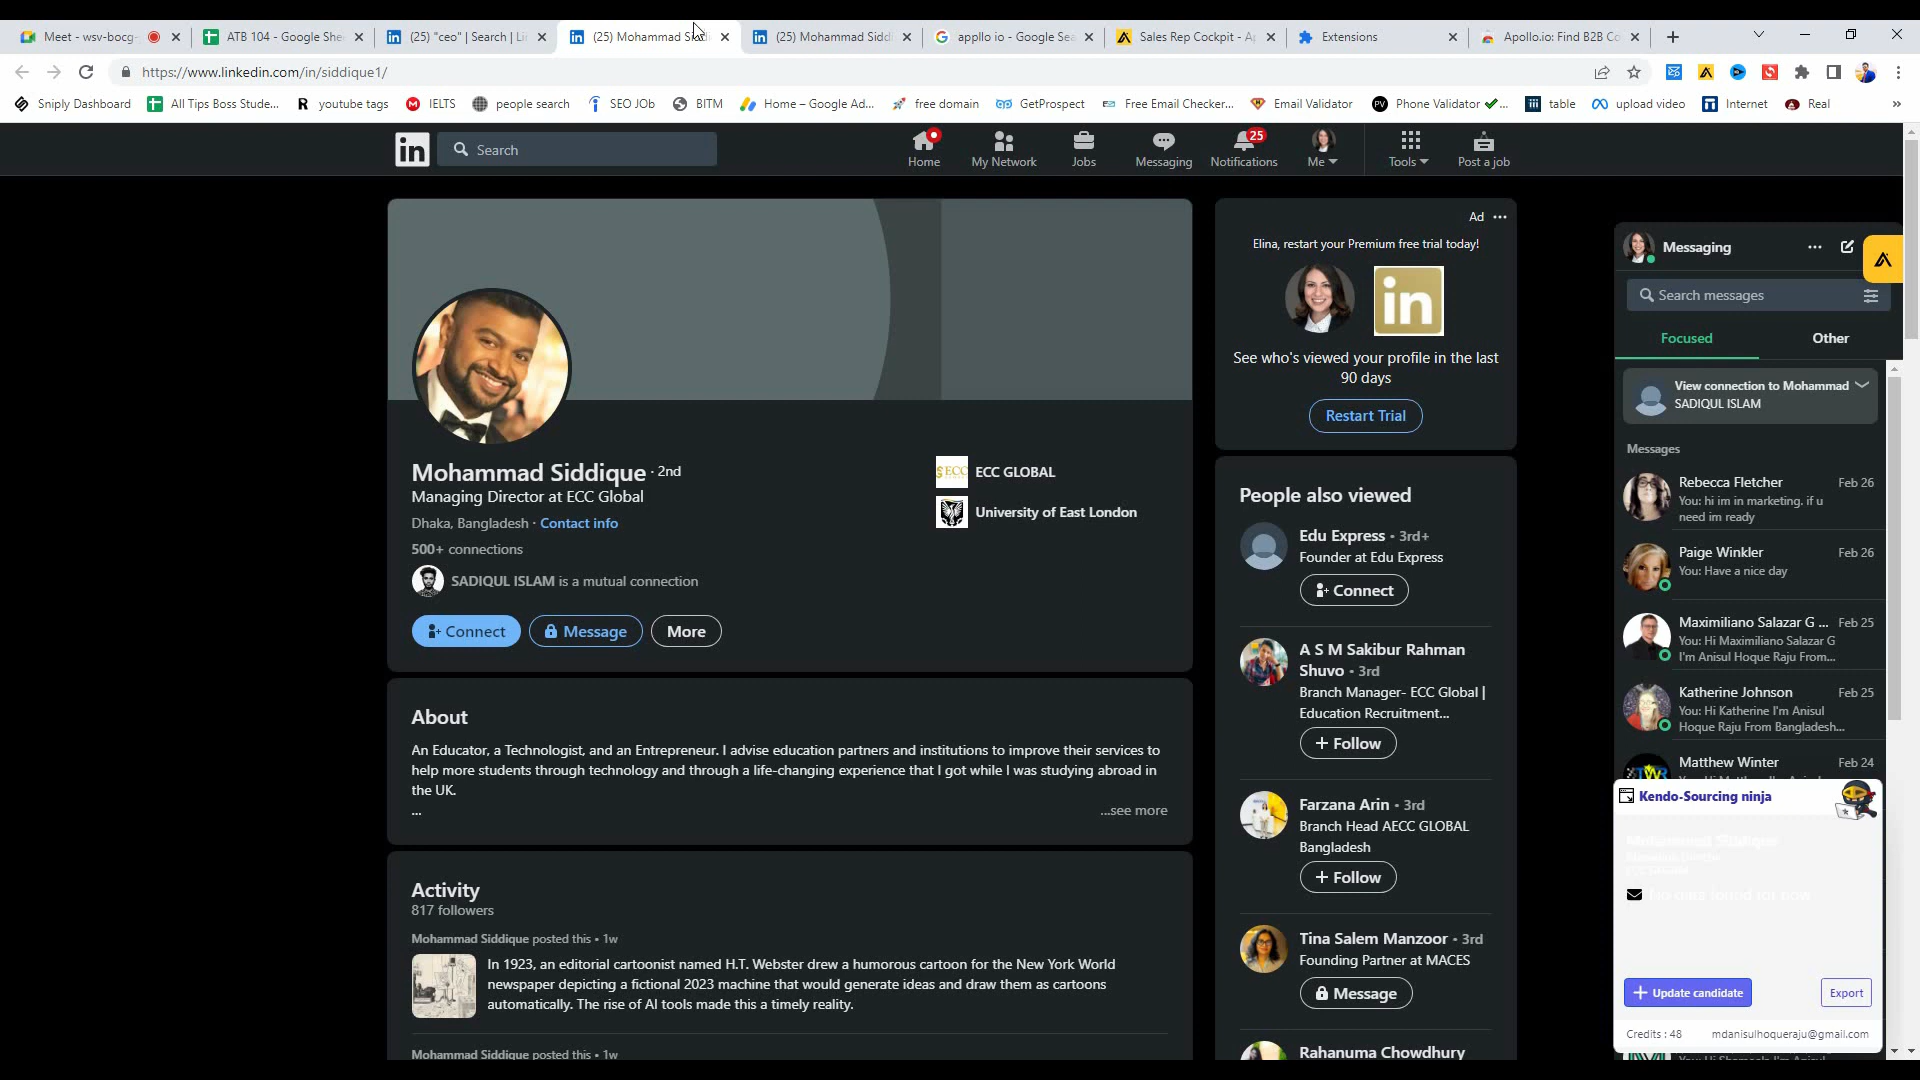 Meet - wsv-bocg-
ATB 104 - Google She
(25) "ceo" | Search | Li
(25) Mohammad
(25) Mohammad Siddi
appllo io - Google Sea
Sales Rep Cockpit - Ap
Extensions
Apollo.io: Find B2B Co
https://www.linkedin.com/in/siddique1/
Sniply Dashboard
All Tips Boss Stude...
youtube tags
IELTS
people search
SEO JOb
BITM
Home – Google Ad...
free domain
GetProspect
Free Email Checker...
Email Validator
Phone Validator ✔...
table
upload video
Internet
Real
»
in
Search
Home
My Network
Jobs
Messaging
25
Notifications
Me
Tools
Post a job
Ad ...
Elina, restart your Premium free trial today!
in
See who's viewed your profile in the last
90 days
Restart Trial
Mohammad Siddique · 2nd
Managing Director at ECC Global
Dhaka, Bangladesh · Contact info
500+ connections
SADIQUL ISLAM is a mutual connection
Connect
Message
More
ECC
ECC GLOBAL
University of East London
About
An Educator, a Technologist, and an Entrepreneur. I advise education partners and institutions to improve their services to
help more students through technology and through a life-changing experience that I got while I was studying abroad in
the UK.
...
...see more
Activity
817 followers
Mohammad Siddique posted this • 1w
In 1923, an editorial cartoonist named H.T. Webster drew a humorous cartoon for the New York World
newspaper depicting a fictional 2023 machine that would generate ideas and draw them as cartoons
automatically. The rise of AI tools made this a timely reality.
Mohammad Siddique posted this • 1w
People also viewed
Edu Express • 3rd+
Founder at Edu Express
Connect
A S M Sakibur Rahman
Shuvo • 3rd
Branch Manager- ECC Global |
Education Recruitment...
+ Follow
Farzana Arin • 3rd
Branch Head AECC GLOBAL
Bangladesh
+ Follow
Tina Salem Manzoor • 3rd
Founding Partner at MACES
Message
Rahanuma Chowdhury
Messaging
Search messages
Focused
Other
View connection to Mohammad
SADIQUL ISLAM
Messages
Rebecca Fletcher Feb 26
You: hi im in marketing. if u
need im ready
Paige Winkler Feb 26
You: Have a nice day
Maximiliano Salazar G ... Feb 25
You: Hi Maximiliano Salazar G
I'm Anisul Hoque Raju From...
Katherine Johnson Feb 25
You: Hi Katherine I'm Anisul
Hoque Raju From Bangladesh...
Matthew Winter Feb 24
Kendo-Sourcing ninja
Mohammad Siddique
+ Update candidate
Export
Credits : 48 mdanisulhoqueraju@gmail.com